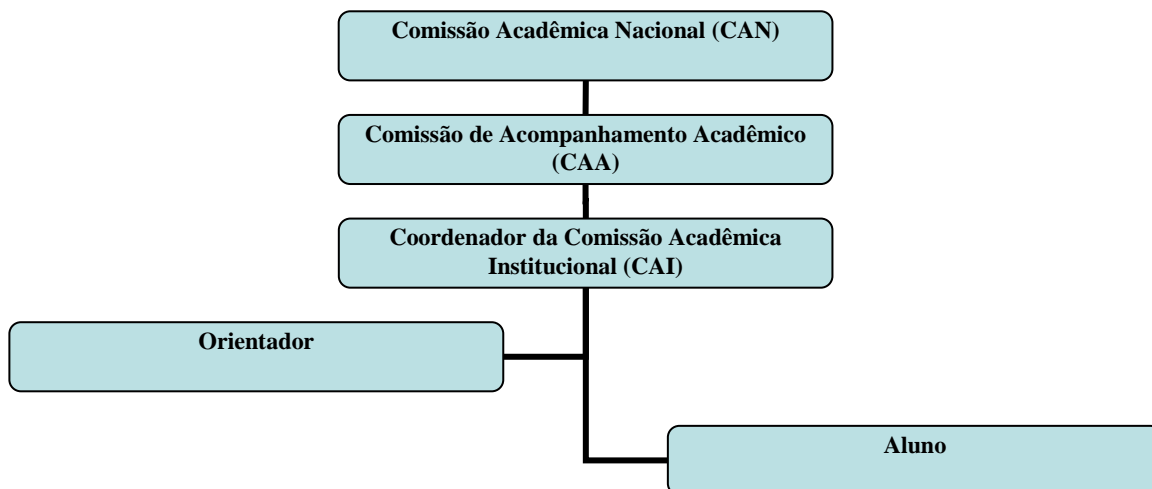 Comissão Acadêmica Nacional (CAN)
Comissão de Acompanhamento Acadêmico
(CAA)
Coordenador da Comissão Acadêmica
Institucional (CAI)
Orientador
Aluno